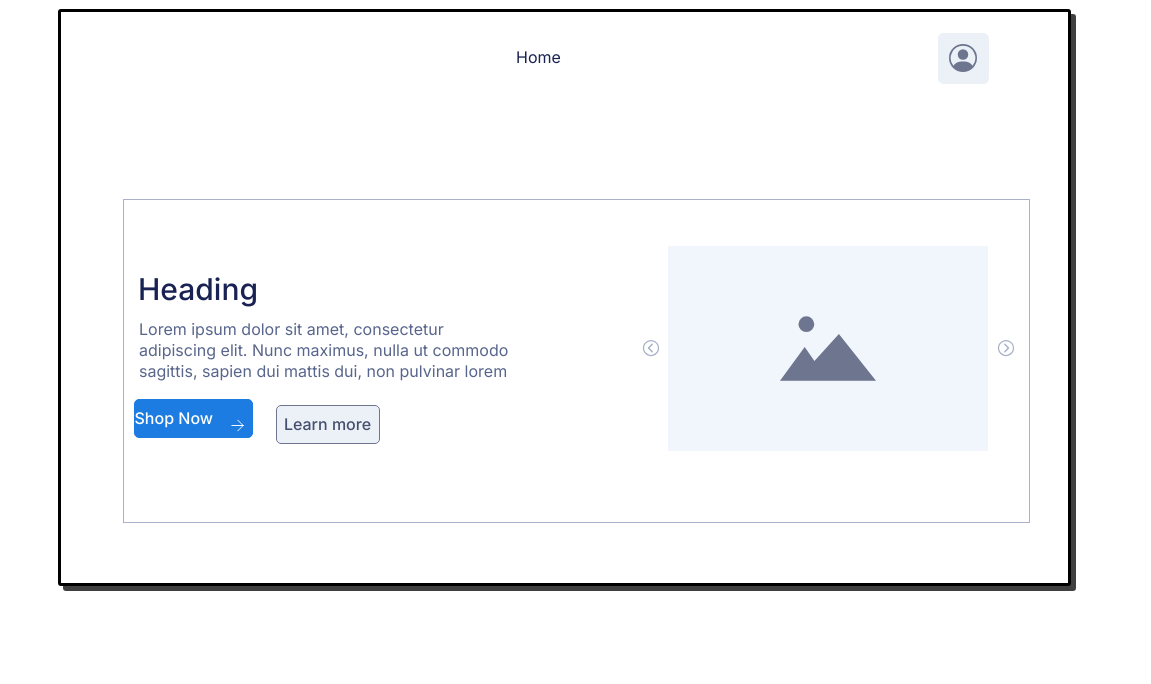 Home
Heading
Lorem ipsum dolor sit amet, consectetur
adipiscing elit. Nunc maximus, nulla ut commodo
sagittis, sapien dui mattis dui, non pulvinar lorem
Shop Now
Learn more